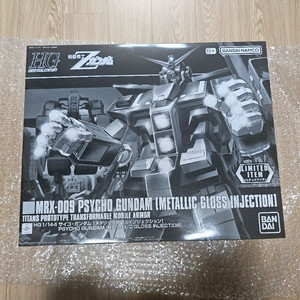 HG
機動戦士Zガンダム
BANDAI NAMCO
LIMITED ITEM
MRX-009 PSYCHO GUNDAM [METALLIC GLOSS INJECTION]
TITANS PROTOTYPE TRANSFORMABLE MOBILE ARMOR
HG 1/144 サイコ・ガンダム [メタリックグロスインジェクション]
PSYCHO GUNDAM [METALLIC GLOSS INJECTION]
BAN
DAI